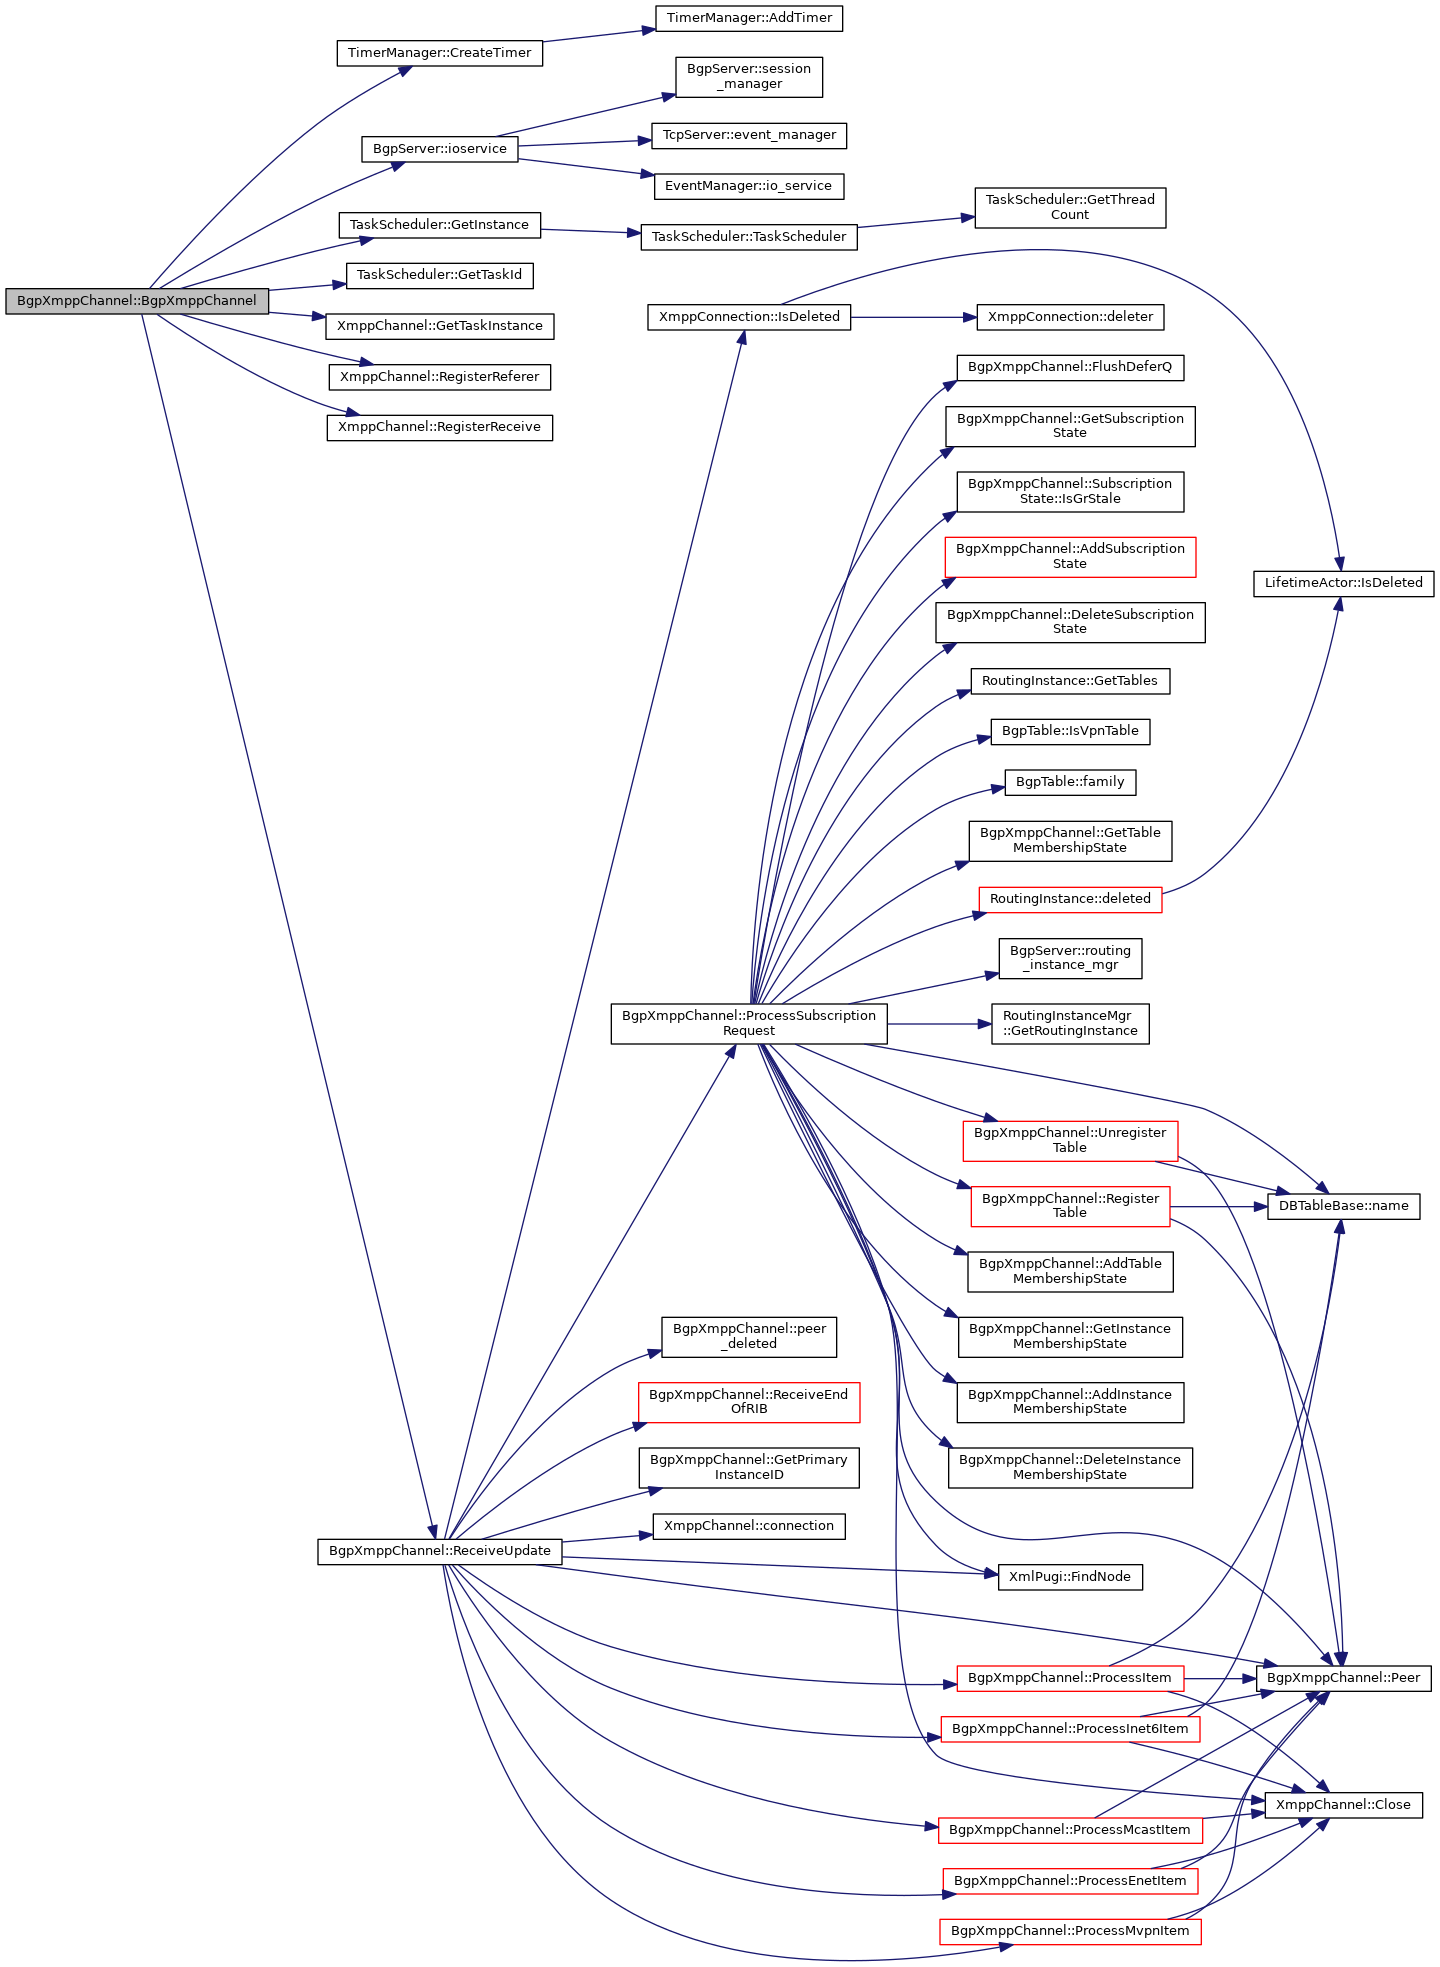 TimerManager::AddTimer
TimerManager::CreateTimer
BgpServer::session
_manager
TcpServer::event_manager
BgpServer::ioservice
EventManager::io_service
TaskScheduler::GetThread
Count
TaskScheduler::GetInstance
TaskScheduler::TaskScheduler
TaskScheduler::GetTaskId
BgpXmppChannel::BgpXmppChannel
XmppChannel::GetTaskInstance
XmppConnection::IsDeleted
XmppConnection::deleter
XmppChannel::RegisterReferer
BgpXmppChannel::FlushDeferQ
XmppChannel::RegisterReceive
BgpXmppChannel::GetSubscription
State
BgpXmppChannel::Subscription
State::IsGrStale
BgpXmppChannel::AddSubscription
State
LifetimeActor::IsDeleted
BgpXmppChannel::DeleteSubscription
State
RoutingInstance::GetTables
BgpTable::IsVpnTable
BgpTable::family
BgpXmppChannel::GetTable
MembershipState
RoutingInstance::deleted
BgpServer::routing
_instance_mgr
BgpXmppChannel::ProcessSubscription
Request
RoutingInstanceMgr
::GetRoutingInstance
BgpXmppChannel::Unregister
Table
BgpXmppChannel::Register
Table
DBTableBase::name
BgpXmppChannel::AddTable
MembershipState
BgpXmppChannel::peer
_deleted
BgpXmppChannel::GetInstance
MembershipState
BgpXmppChannel::ReceiveEnd
OfRIB
BgpXmppChannel::AddInstance
MembershipState
BgpXmppChannel::GetPrimary
InstanceID
BgpXmppChannel::DeleteInstance
MembershipState
XmppChannel::connection
BgpXmppChannel::ReceiveUpdate
XmlPugi::FindNode
BgpXmppChannel::ProcessItem
BgpXmppChannel::Peer
BgpXmppChannel::ProcessInet6Item
XmppChannel::Close
BgpXmppChannel::ProcessMcastItem
BgpXmppChannel::ProcessEnetItem
BgpXmppChannel::ProcessMvpnItem